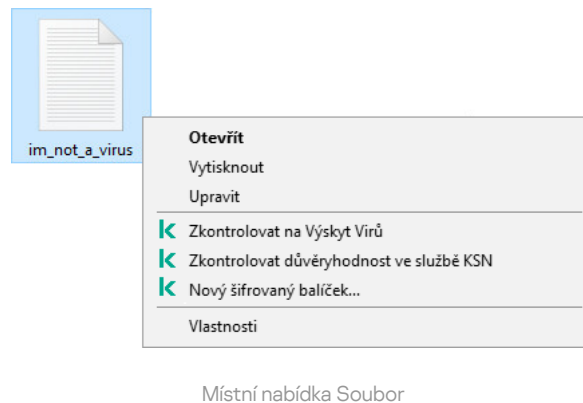 im_not_a_virus
Otevřít
Vytisknout
Upravit
Zkontrolovat na Výskyt Virů
Zkontrolovat důvěryhodnost ve službě KSN
Nový šifrovaný balíček...
Vlastnosti
Místní nabídka Soubor